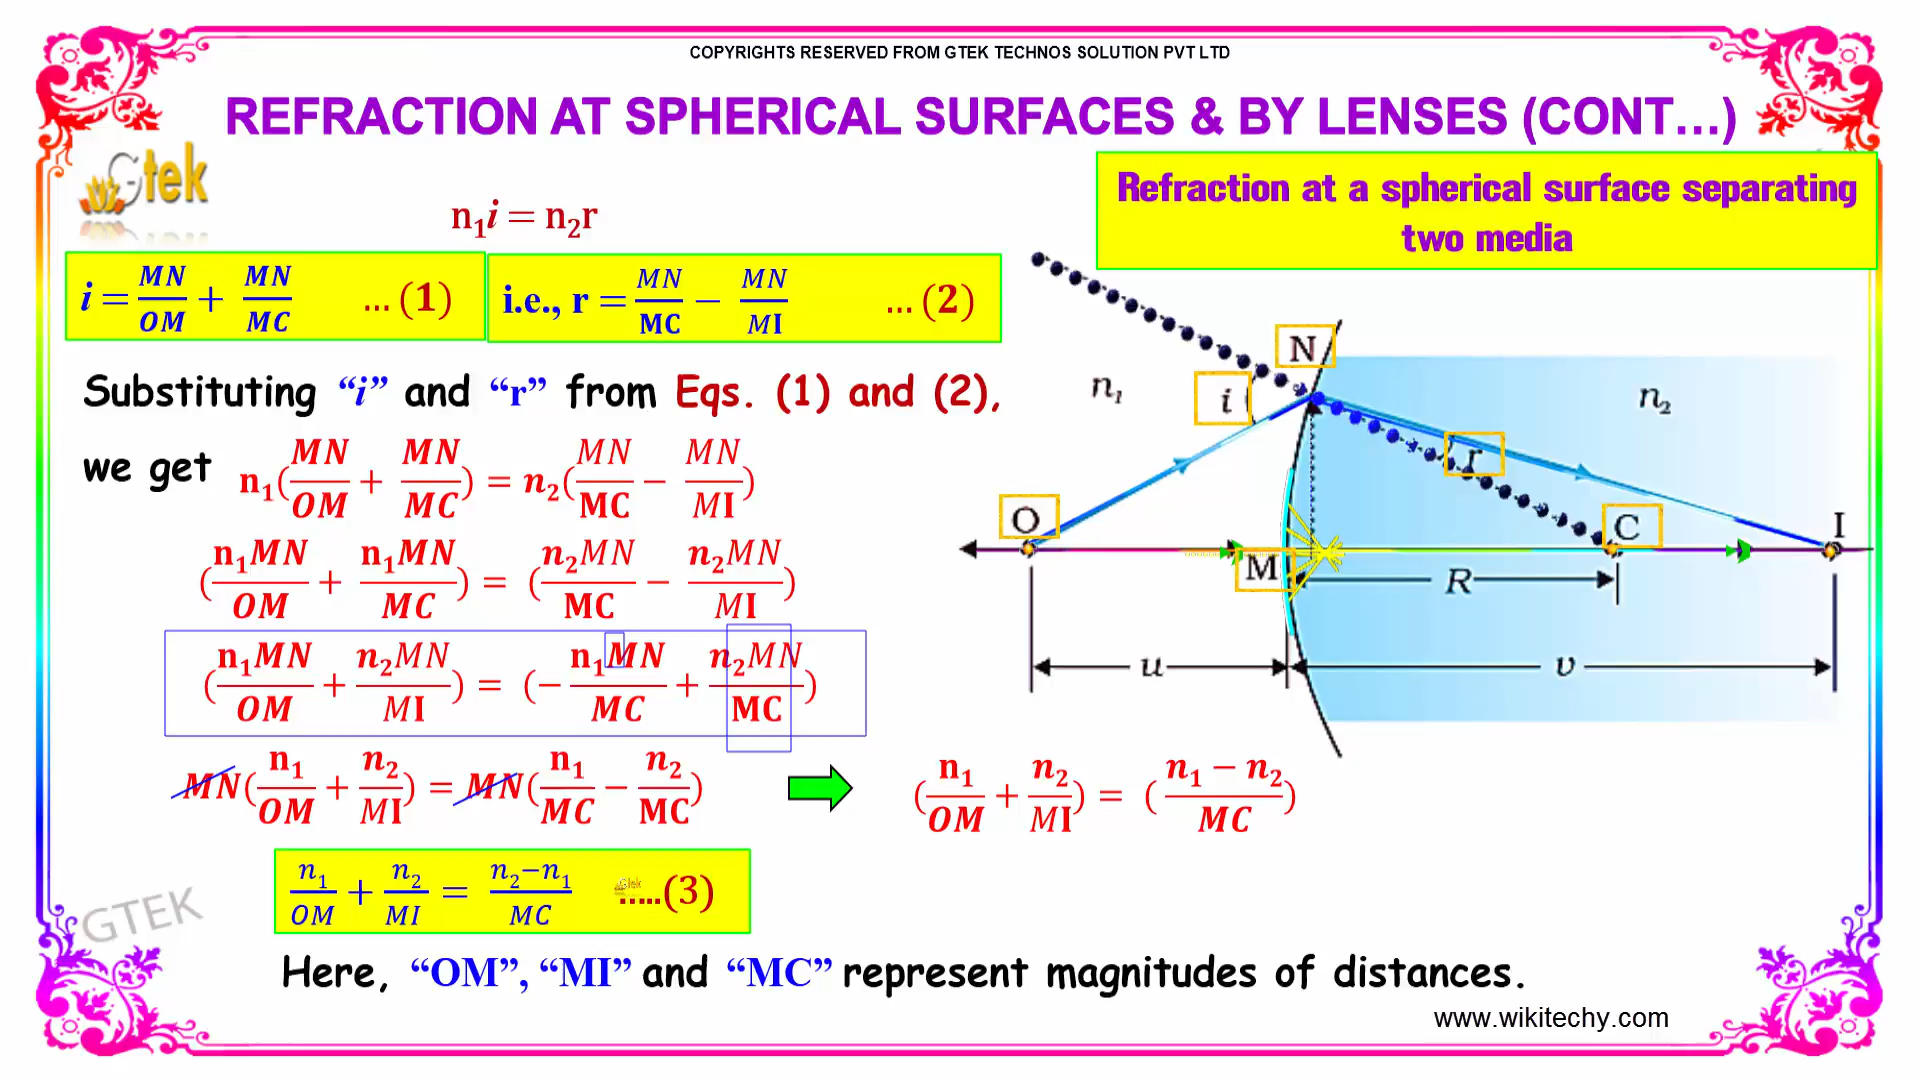 COPYRIGHTS RESERVED FROM GTEK TECHNOS SOLUTION PVT LTD
REFRACTION AT SPHERICAL SURFACES & BY LENSES (CONT...)
Gtek
Refraction at a spherical surface separating
two media
n₁i = n₂r
i = MN/OM + MN/MC ... (1)
i.e., r = MN/MC − MN/MI ... (2)
Substituting “i” and “r” from Eqs. (1) and (2),
we get n₁(MN/OM + MN/MC) = n₂(MN/MC − MN/MI)
(n₁MN/OM + n₁MN/MC) = (n₂MN/MC − n₂MN/MI)
(n₁MN/OM + n₂MN/MI) = (− n₁MN/MC + n₂MN/MC)
MN(n₁/OM + n₂/MI) = MN(n₁/MC − n₂/MC)
(n₁/OM + n₂/MI) = (n₁ − n₂/MC)
n₁/OM + n₂/MI = n₂−n₁/MC .....(3)
Here, “OM”, “MI” and “MC” represent magnitudes of distances.
N
n₁
i
n₂
r
O
C
I
M
R
u
v
GTEK
www.wikitechy.com